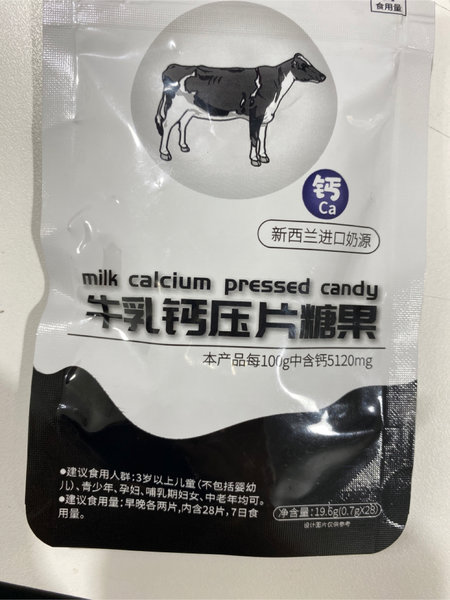 食用量
钙
Ca
新西兰进口奶源
milk calcium pressed candy
牛乳钙压片糖果
本产品每100g中含钙5120mg
●建议食用人群:3岁以上儿童(不包括婴幼
儿)、青少年、孕妇、哺乳期妇女、中老年均可。
●建议食用量:早晚各两片,内含28片,7日食
用量。
净含量:19.6g(0.7g×28)
设计图片仅供参考